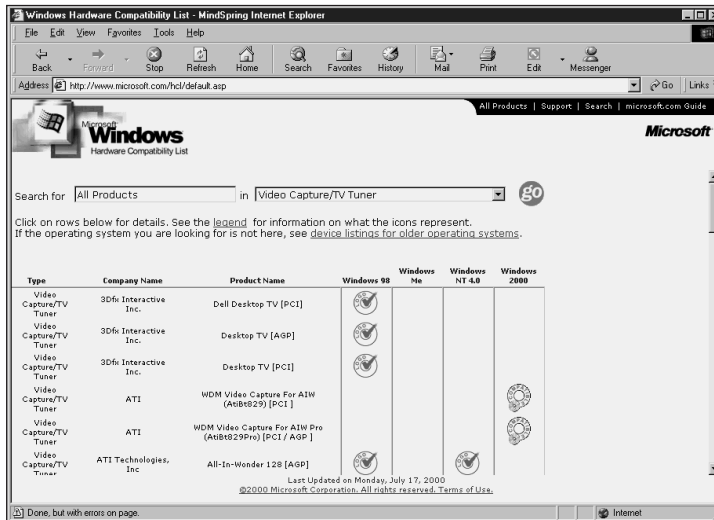 Windows Hardware Compatibility List - MindSpring Internet Explorer
File Edit View Favorites Tools Help
Back Forward Stop Refresh Home Search Favorites History Mail Print Edit Messenger
Address http://www.microsoft.com/hcl/default.asp Go Links
All Products | Support | Search | microsoft.com Guide
Microsoft
Windows
Hardware Compatibility List
Microsoft
Search for All Products in Video Capture/TV Tuner go
Click on rows below for details. See the legend for information on what the icons represent.
If the operating system you are looking for is not here, see device listings for older operating systems.
Type Company Name Product Name Windows 98 Windows Me Windows NT 4.0 Windows 2000
Video Capture/TV Tuner 3Dfx Interactive Inc. Dell Desktop TV [PCI]
Video Capture/TV Tuner 3Dfx Interactive Inc. Desktop TV [AGP]
Video Capture/TV Tuner 3Dfx Interactive Inc. Desktop TV [PCI]
Video Capture/TV Tuner ATI WDM Video Capture For AIW (AtiBt829) [PCI ]
Video Capture/TV Tuner ATI WDM Video Capture For AIW Pro (AtiBt829Pro) [PCI / AGP ]
Video Capture/TV Tuner ATI Technologies, Inc All-In-Wonder 128 [AGP]
Last Updated on Monday, July 17, 2000
©2000 Microsoft Corporation. All rights reserved. Terms of Use.
Done, but with errors on page. Internet